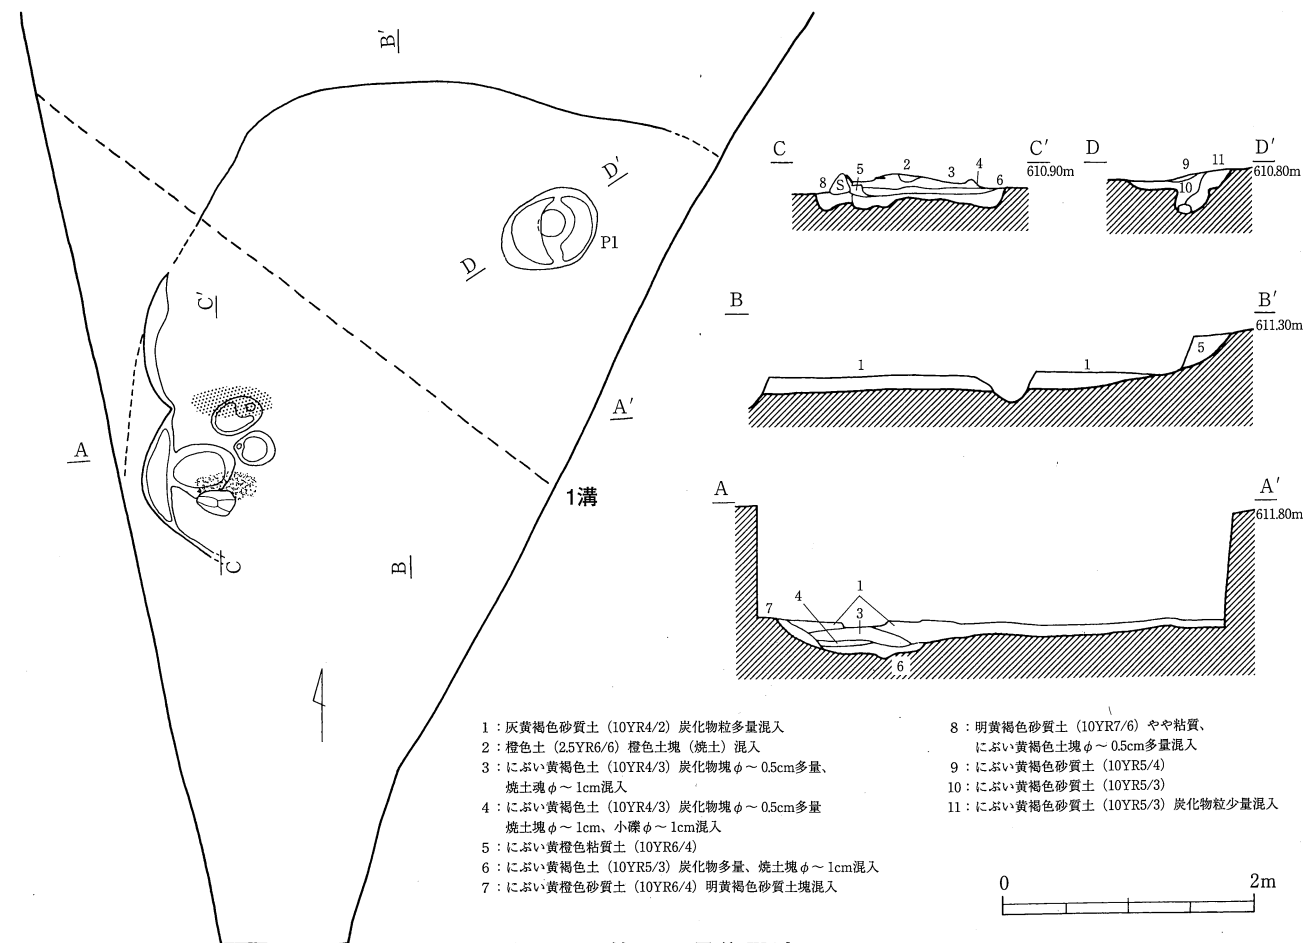 B′
D′
D
P1
C′
A′
A
1溝
C
B
C
C′
610.90m
8
S
5
2
3
4
6
D
D′
610.80m
9
11
10
B
B′
611.30m
1
1
5
A
A′
611.80m
7
4
1
3
6
1：灰黄褐色砂質土（10YR4/2）炭化物粒多量混入
2：橙色土（2.5YR6/6）橙色土塊（焼土）混入
3：にぶい黄褐色土（10YR4/3）炭化物塊φ～0.5cm多量、
焼土魂φ～1cm混入
4：にぶい黄褐色土（10YR4/3）炭化物塊φ～0.5cm多量
焼土塊φ～1cm、小礫φ～1cm混入
5：にぶい黄橙色粘質土（10YR6/4）
6：にぶい黄褐色土（10YR5/3）炭化物多量、焼土塊φ～1cm混入
7：にぶい黄橙色砂質土（10YR6/4）明黄褐色砂質土塊混入
8：明黄褐色砂質土（10YR7/6）やや粘質、
にぶい黄褐色土塊φ～0.5cm多量混入
9：にぶい黄褐色砂質土（10YR5/4）
10：にぶい黄褐色砂質土（10YR5/3）
11：にぶい黄褐色砂質土（10YR5/3）炭化物粒少量混入
0 2m